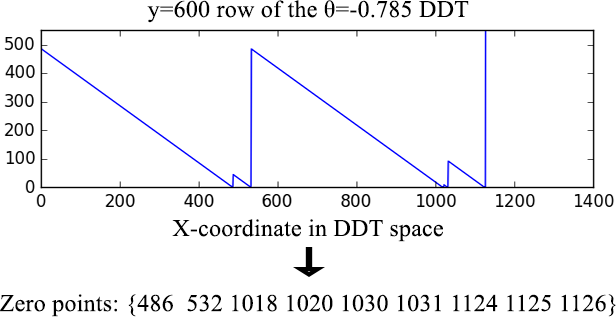 y=600 row of the θ=-0.785 DDT
500
400
300
200
100
0
0 200 400 600 800 1000 1200 1400
X-coordinate in DDT space
Zero points: {486 532 1018 1020 1030 1031 1124 1125 1126}